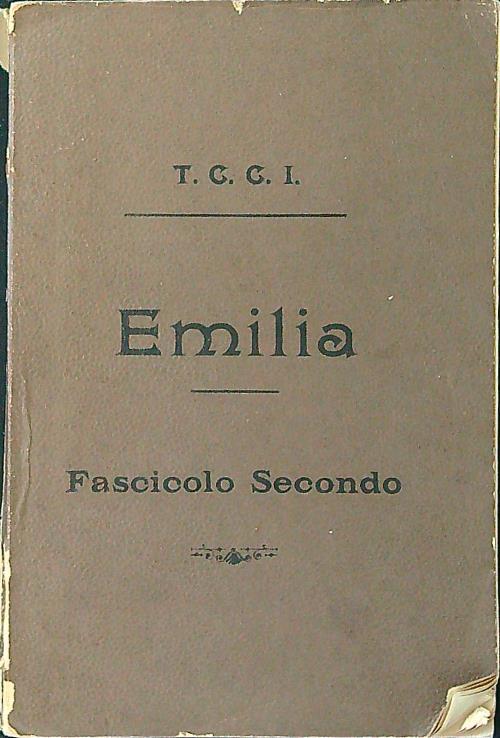 T. C. C. I.
Emilia
Fascicolo Secondo